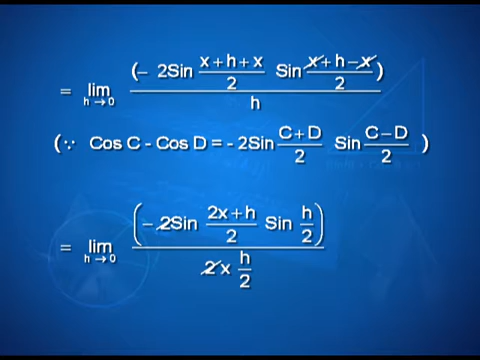 = lim h→0 (– 2Sin x+h+x/2 Sin x+h–x/2) / h
(∵ Cos C - Cos D = - 2Sin C+D/2 Sin C–D/2 )
= lim h→0 (– 2Sin 2x+h/2 Sin h/2) / 2 x h/2